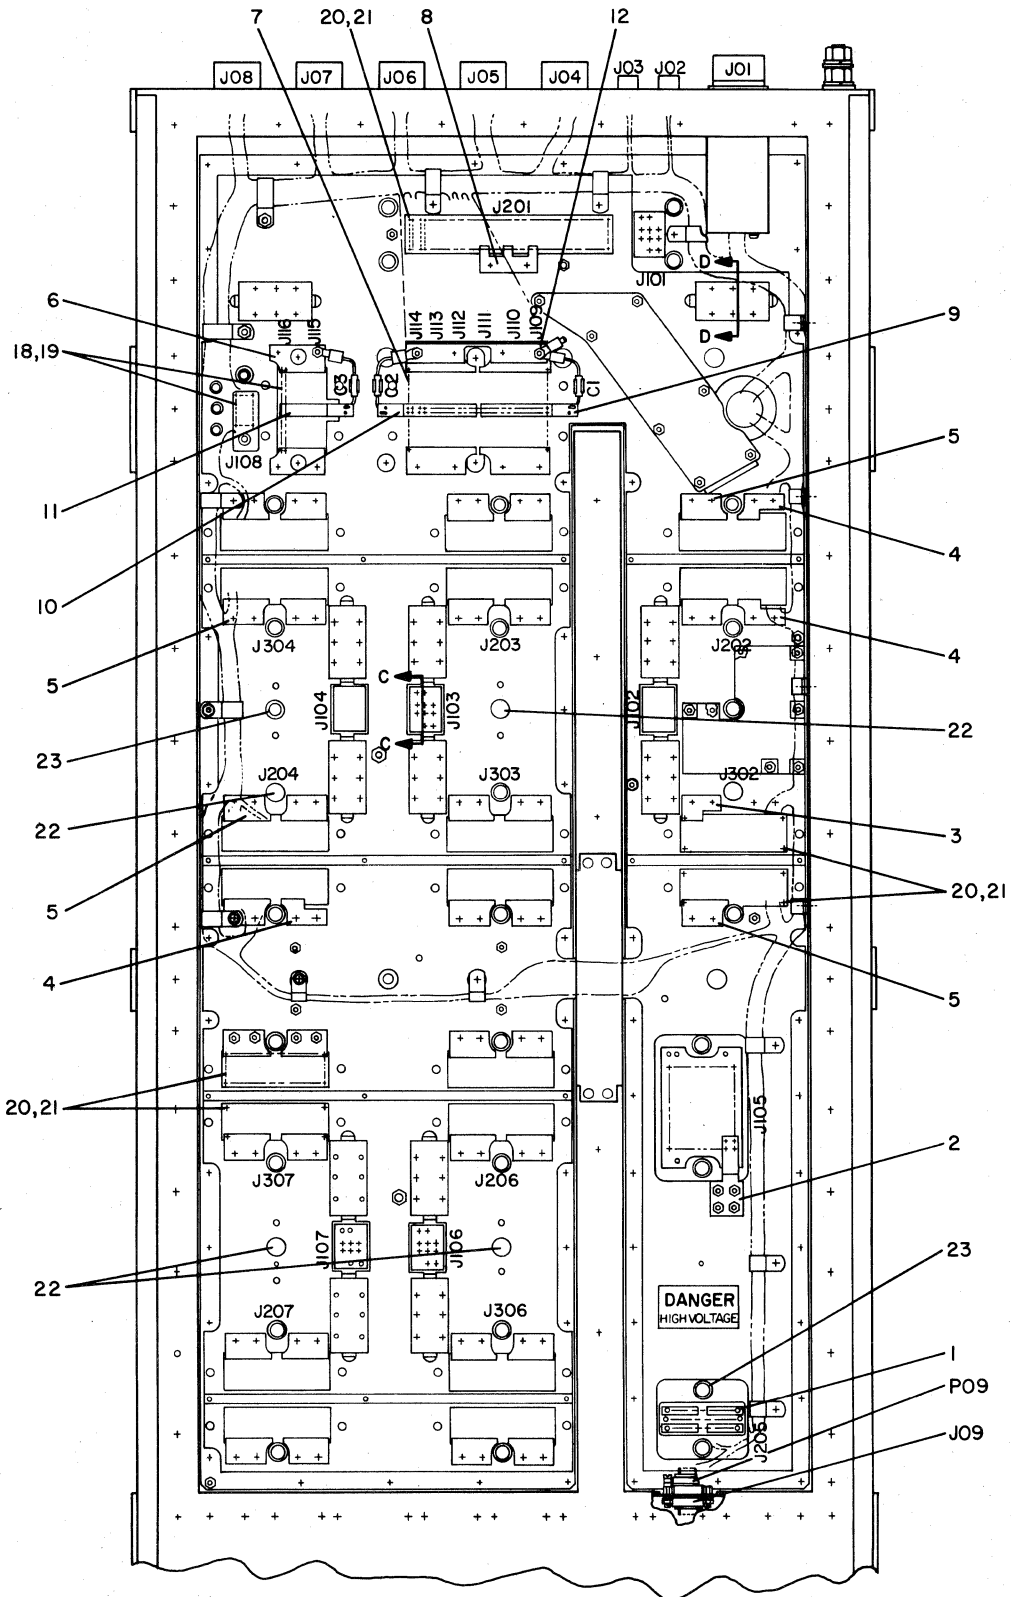 7
20,21
8
12
J08
J07
J06
J05
J04
J03
J02
J01
J201
J101
D
D
6
18,19
J116
J115
J114
J113
J112
J111
J110
J109
9
C3
C2
C1
J108
11
10
5
4
J304
J203
J202
4
5
C
J104
J103
J102
C
23
22
J204
J303
J302
22
3
5
20,21
4
5
20,21
J105
2
J307
J206
J107
J106
22
23
DANGER
HIGH VOLTAGE
J207
J306
1
P09
J205
J09